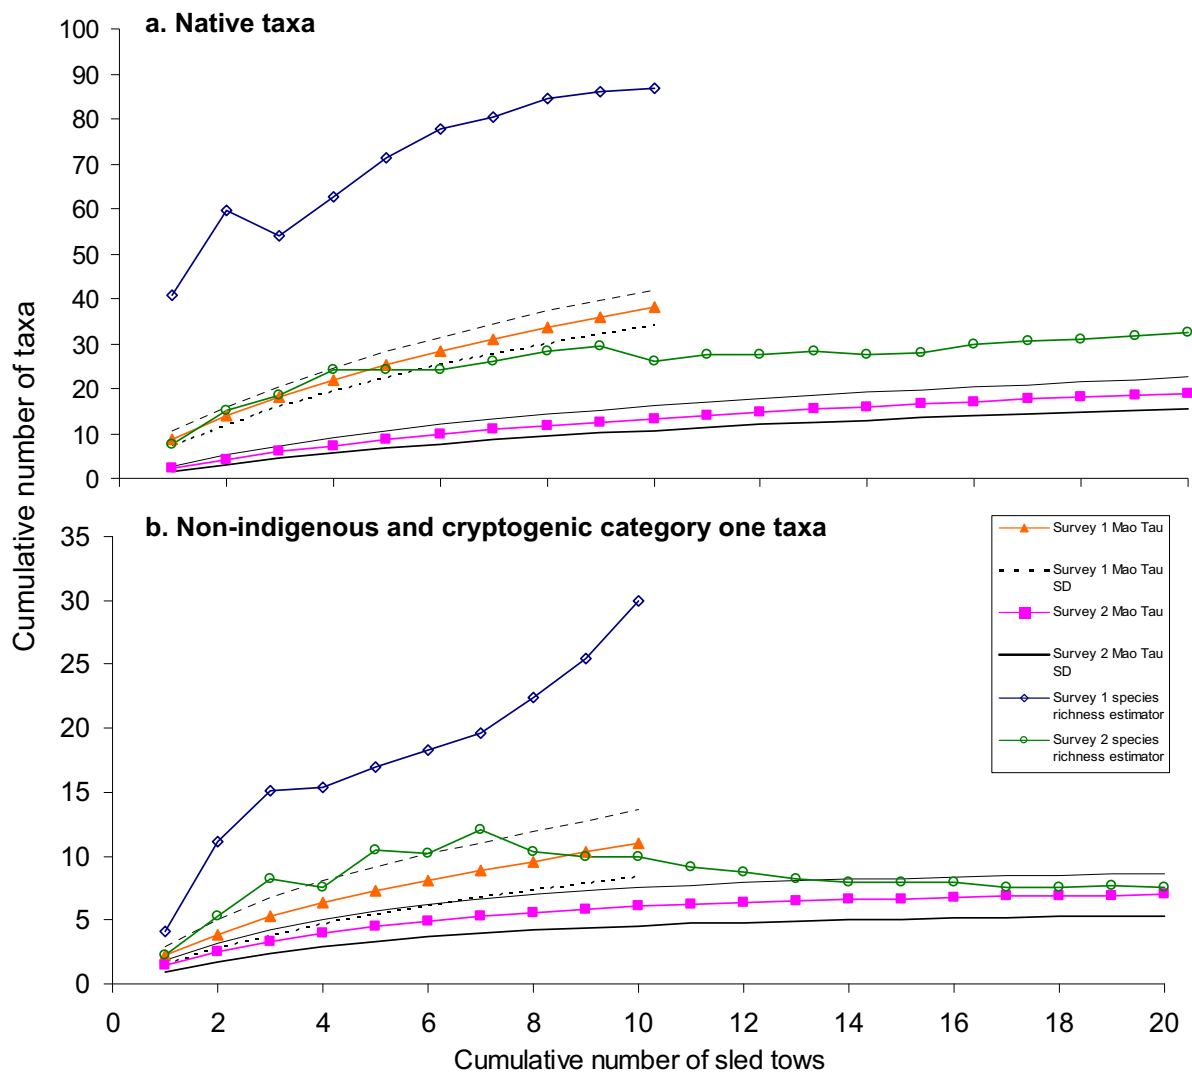 a. Native taxa
100
90
80
70
60
50
40
30
20
10
0
Cumulative number of taxa
b. Non-indigenous and cryptogenic category one taxa
35
30
25
20
15
10
5
0
0 2 4 6 8 10 12 14 16 18 20
Cumulative number of sled tows
Survey 1 Mao Tau
Survey 1 Mao Tau
SD
Survey 2 Mao Tau
Survey 2 Mao Tau
SD
Survey 1 species
richness estimator
Survey 2 species
richness estimator